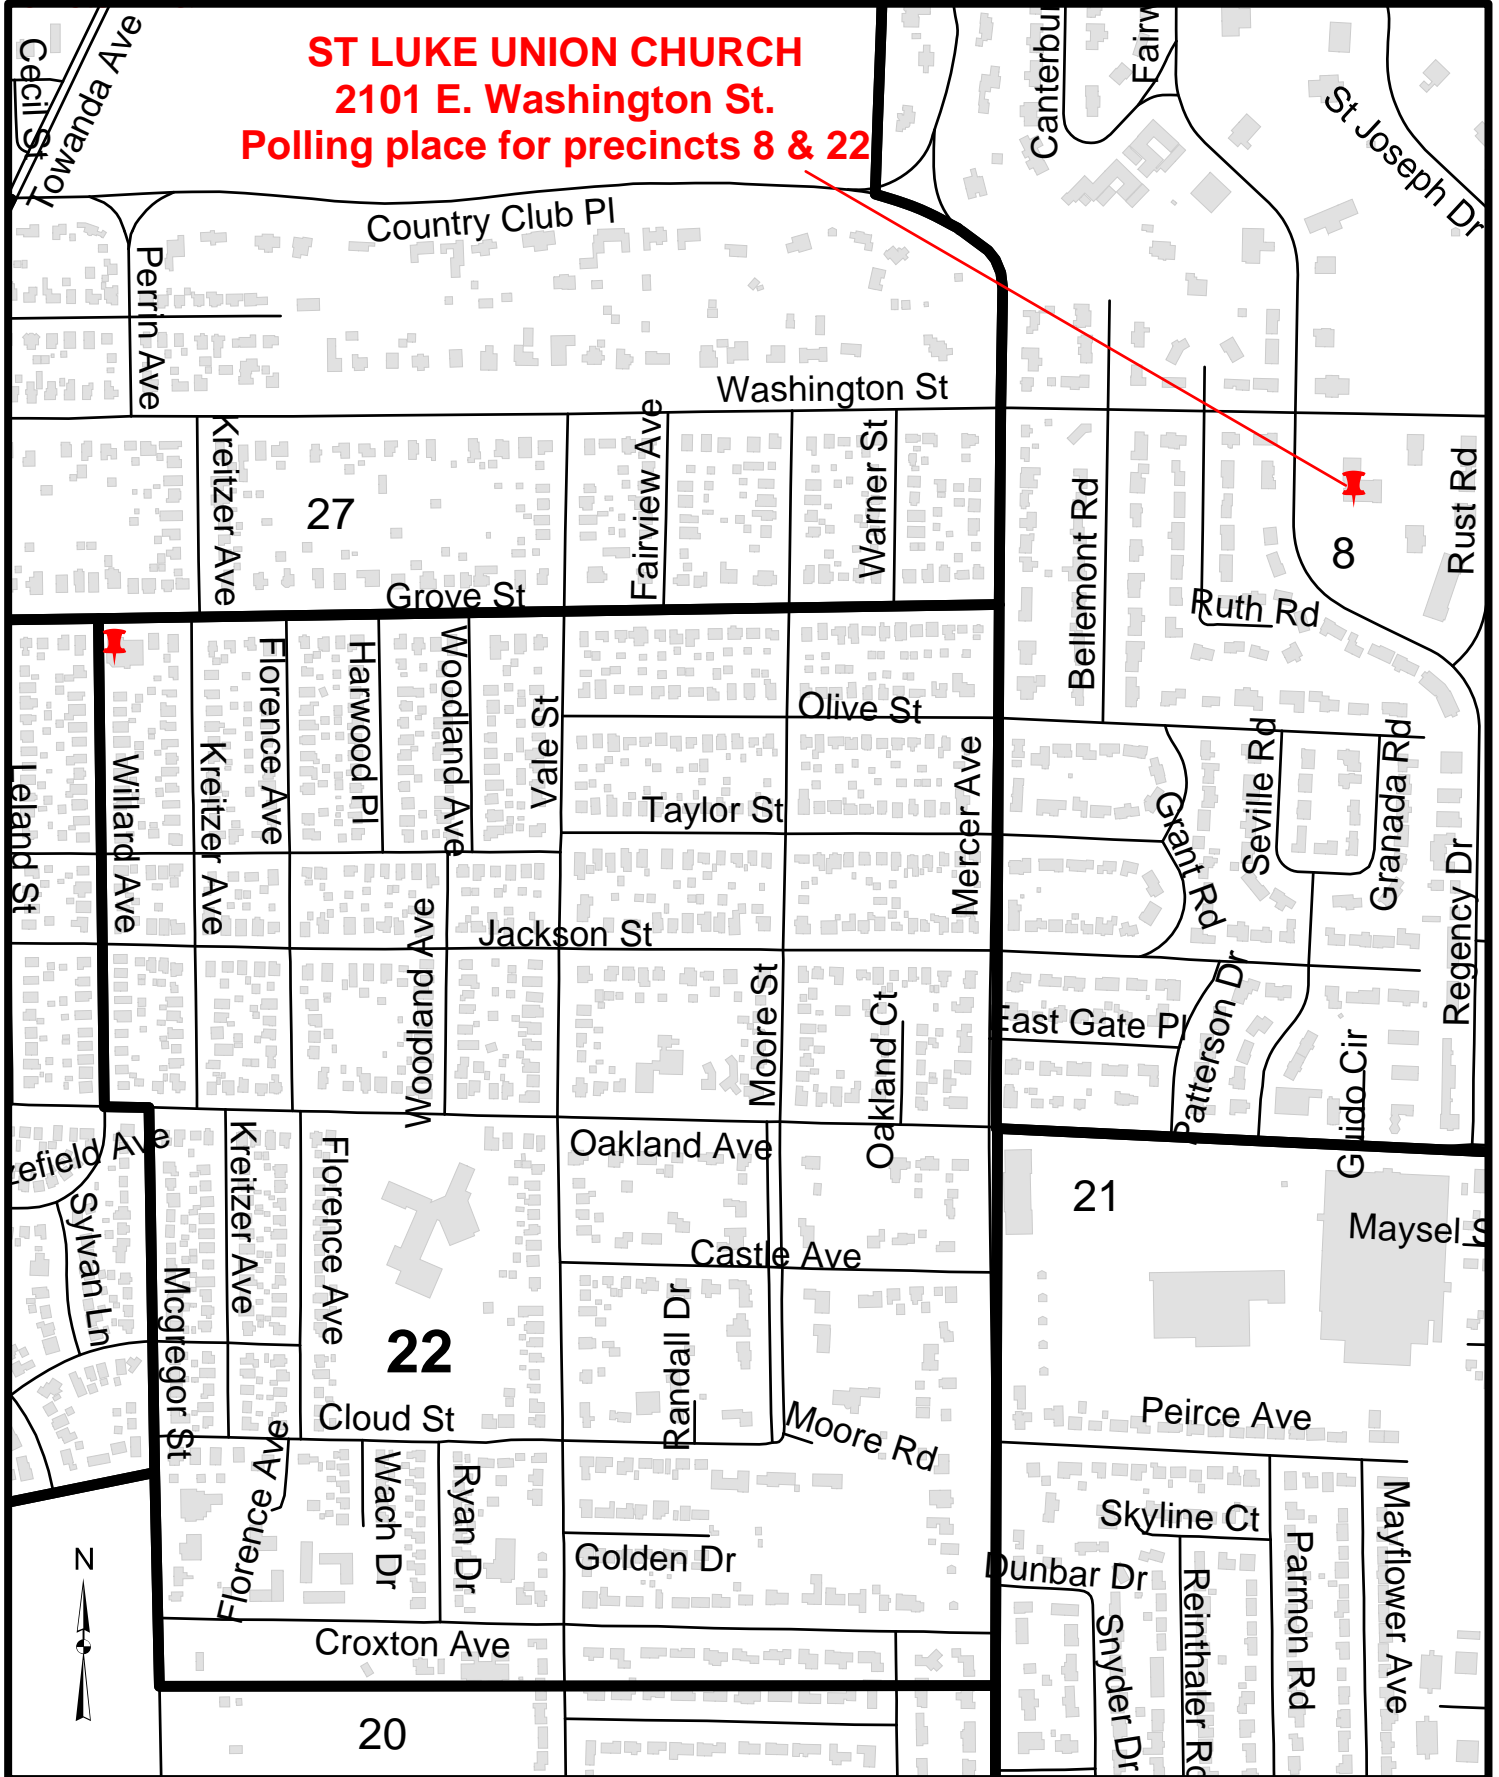 Cecil St
Towanda Ave
ST LUKE UNION CHURCH
2101 E. Washington St.
Polling place for precincts 8 & 22
Canterbu
Fairw
St Joseph Dr
Country Club Pl
Perrin Ave
Washington St
Kreitzer Ave
27
Fairview Ave
Warner St
Bellemont Rd
Rust Rd
8
Grove St
Ruth Rd
Florence Ave
Harwood Pl
Woodland Ave
Vale St
Olive St
Leland St
Willard Ave
Kreitzer Ave
Taylor St
Mercer Ave
Grant Rd
Seville Rd
Granada Rd
Regency Dr
Woodland Ave
Jackson St
Moore St
Oakland Ct
East Gate Pl
Patterson Dr
Guido Cir
zefield Ave
Sylvan Ln
Kreitzer Ave
Florence Ave
Oakland Ave
21
Maysel S
Castle Ave
Mcgregor St
22
Randall Dr
Cloud St
Moore Rd
Peirce Ave
Florence Ave
Wach Dr
Ryan Dr
Skyline Ct
Golden Dr
Dunbar Dr
Snyder Dr
Reinthaler Rd
Parmon Rd
Mayflower Ave
N
Croxton Ave
20